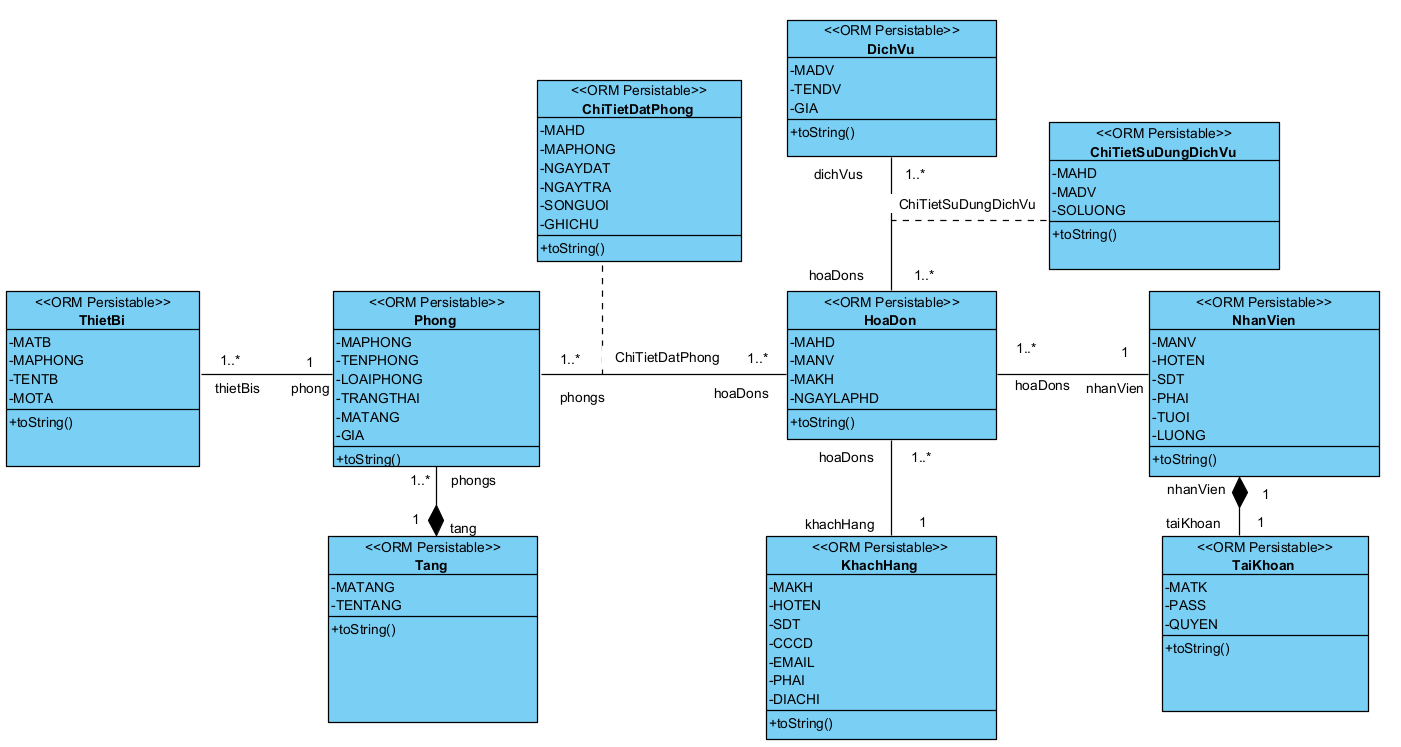 <<ORM Persistable>>
DichVu
-MADV
-TENDV
-GIA
+toString()
<<ORM Persistable>>
ChiTietDatPhong
-MAHD
-MAPHONG
-NGAYDAT
-NGAYTRA
-SONGUOI
-GHICHU
+toString()
<<ORM Persistable>>
ChiTietSuDungDichVu
-MAHD
-MADV
-SOLUONG
+toString()
dichVus
1..*
ChiTietSuDungDichVu
hoaDons
1..*
<<ORM Persistable>>
ThietBi
-MATB
-MAPHONG
-TENTB
-MOTA
+toString()
1..*
1
thietBis
phong
<<ORM Persistable>>
Phong
-MAPHONG
-TENPHONG
-LOAIPHONG
-TRANGTHAI
-MATANG
-GIA
+toString()
1..*
ChiTietDatPhong
1..*
phongs
hoaDons
<<ORM Persistable>>
HoaDon
-MAHD
-MANV
-MAKH
-NGAYLAPHD
+toString()
1..*
1
hoaDons
nhanVien
<<ORM Persistable>>
NhanVien
-MANV
-HOTEN
-SDT
-PHAI
-TUOI
-LUONG
+toString()
1..*
phongs
1
tang
<<ORM Persistable>>
Tang
-MATANG
-TENTANG
+toString()
hoaDons
1..*
khachHang
1
<<ORM Persistable>>
KhachHang
-MAKH
-HOTEN
-SDT
-CCCD
-EMAIL
-PHAI
-DIACHI
+toString()
nhanVien
1
taiKhoan
1
<<ORM Persistable>>
TaiKhoan
-MATK
-PASS
-QUYEN
+toString()